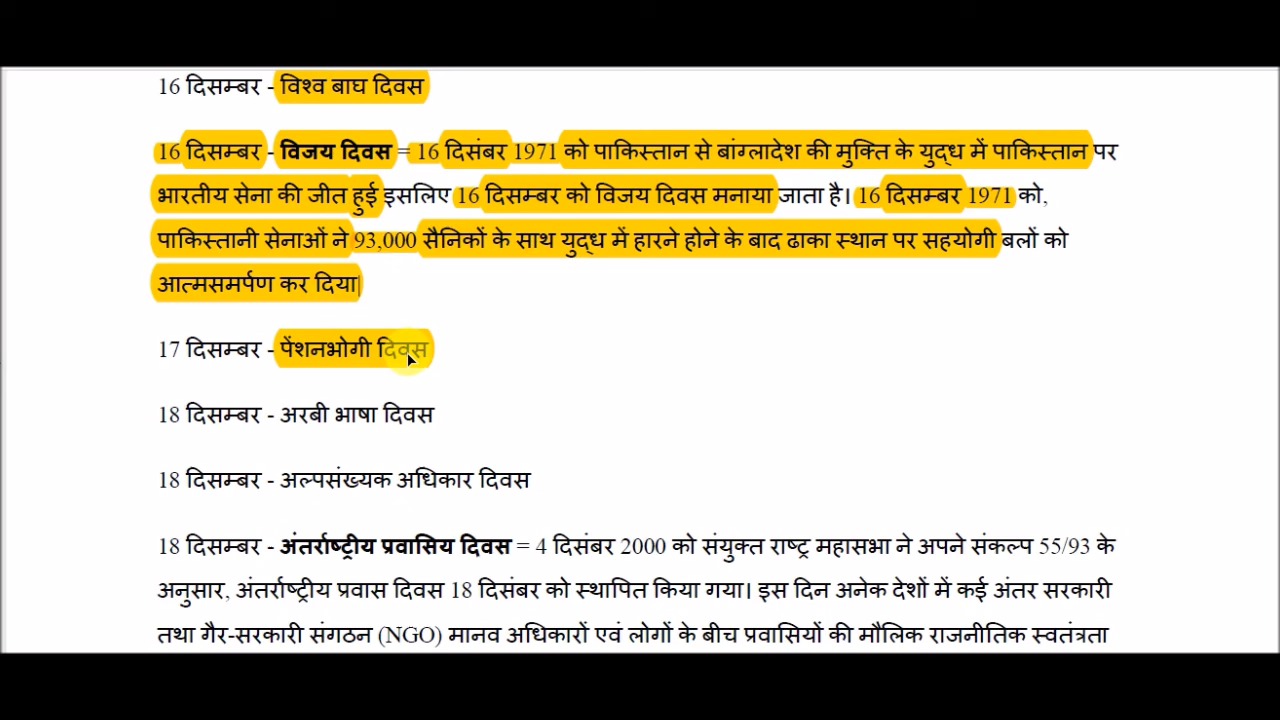 16 दिसम्बर - विश्व बाघ दिवस
16 दिसम्बर - विजय दिवस = 16 दिसंबर 1971 को पाकिस्तान से बांग्लादेश की मुक्ति के युद्ध में पाकिस्तान पर
भारतीय सेना की जीत हुई इसलिए 16 दिसम्बर को विजय दिवस मनाया जाता है। 16 दिसम्बर 1971 को,
पाकिस्तानी सेनाओं ने 93,000 सैनिकों के साथ युद्ध में हारने होने के बाद ढाका स्थान पर सहयोगी बलों को
आत्मसमर्पण कर दिया
17 दिसम्बर - पेंशनभोगी दिवस
18 दिसम्बर - अरबी भाषा दिवस
18 दिसम्बर - अल्पसंख्यक अधिकार दिवस
18 दिसम्बर - अंतर्राष्ट्रीय प्रवासिय दिवस = 4 दिसंबर 2000 को संयुक्त राष्ट्र महासभा ने अपने संकल्प 55/93 के
अनुसार, अंतर्राष्ट्रीय प्रवास दिवस 18 दिसंबर को स्थापित किया गया। इस दिन अनेक देशों में कई अंतर सरकारी
तथा गैर-सरकारी संगठन (NGO) मानव अधिकारों एवं लोगों के बीच प्रवासियों की मौलिक राजनीतिक स्वतंत्रता